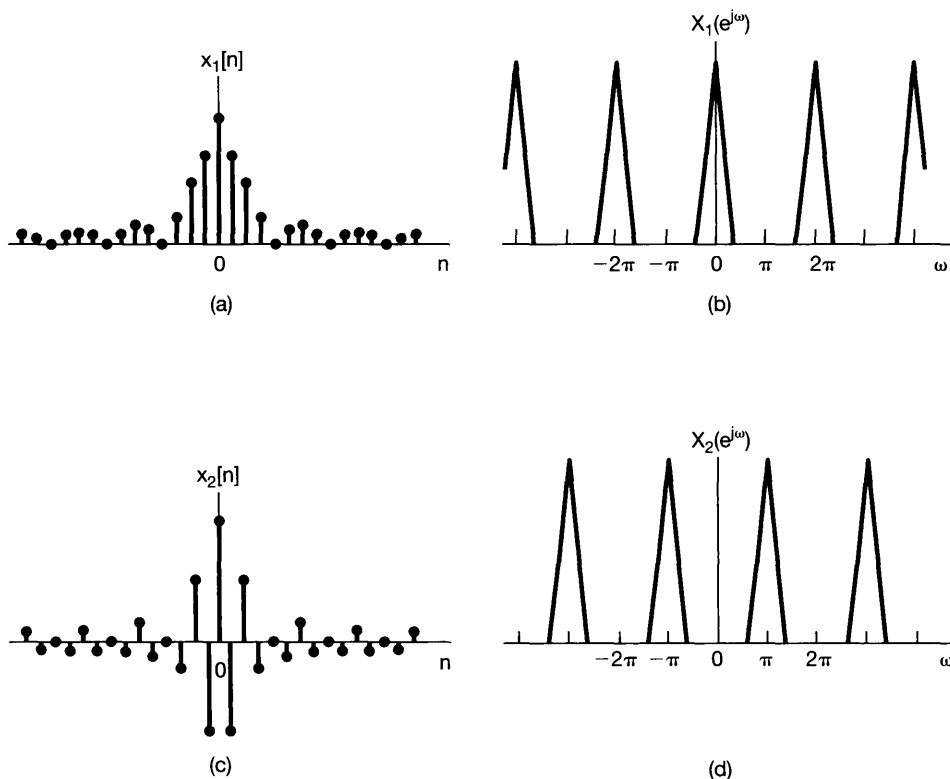 x₁[n]
0
n
(a)
X₁(e^{jω})
−2π −π 0 π 2π ω
(b)
x₂[n]
0
n
(c)
X₂(e^{jω})
−2π −π 0 π 2π ω
(d)